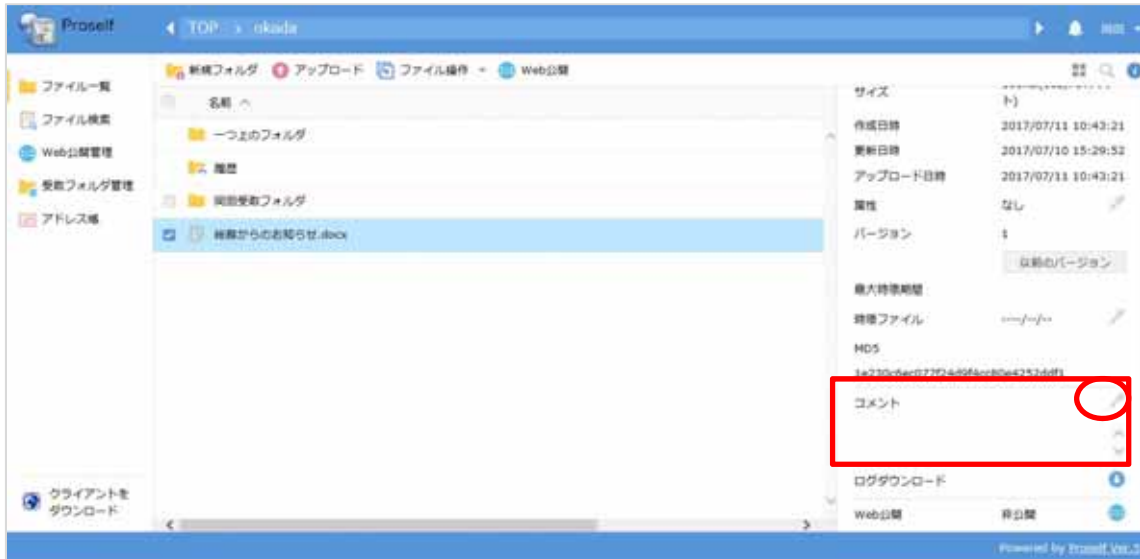 Proself
TOP > okada
ファイル一覧
ファイル検索
Web公開管理
受取フォルダ管理
アドレス帳
クライアントを
ダウンロード
新規フォルダ アップロード ファイル操作 Web公開
名前
一つ上のフォルダ
履歴
岡田受取フォルダ
総務からのお知らせ.docx
サイズ
ト)
作成日時 2017/07/11 10:43:21
更新日時 2017/07/10 15:29:52
アップロード日時 2017/07/11 10:43:21
属性 なし
バージョン 1
以前のバージョン
最大時限期間
時限ファイル ----/--/--
MD5
コメント
ログダウンロード
Web公開 非公開
Powered by Proself Ver.